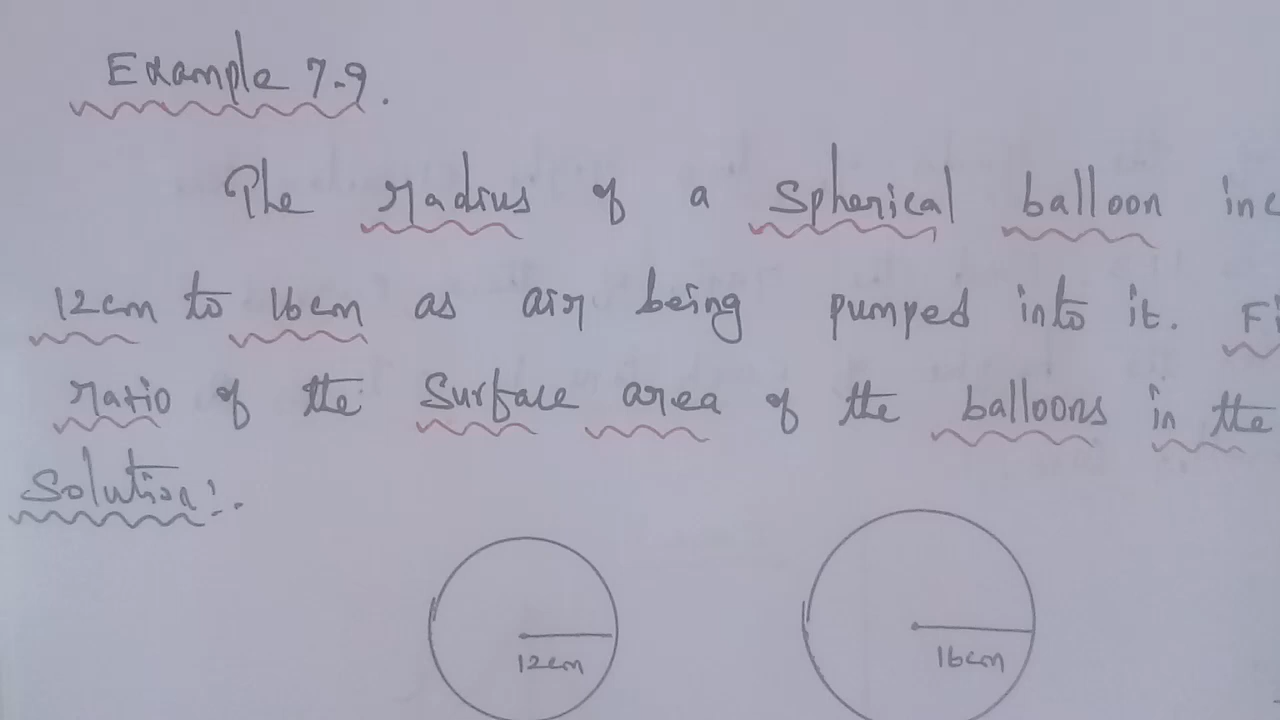 Example 7.9.
The radius of a Spherical balloon inc
12cm to 16cm as air being pumped into it. Fi
ratio of the Surface area of the balloons in the
Solution:-
12cm
16cm